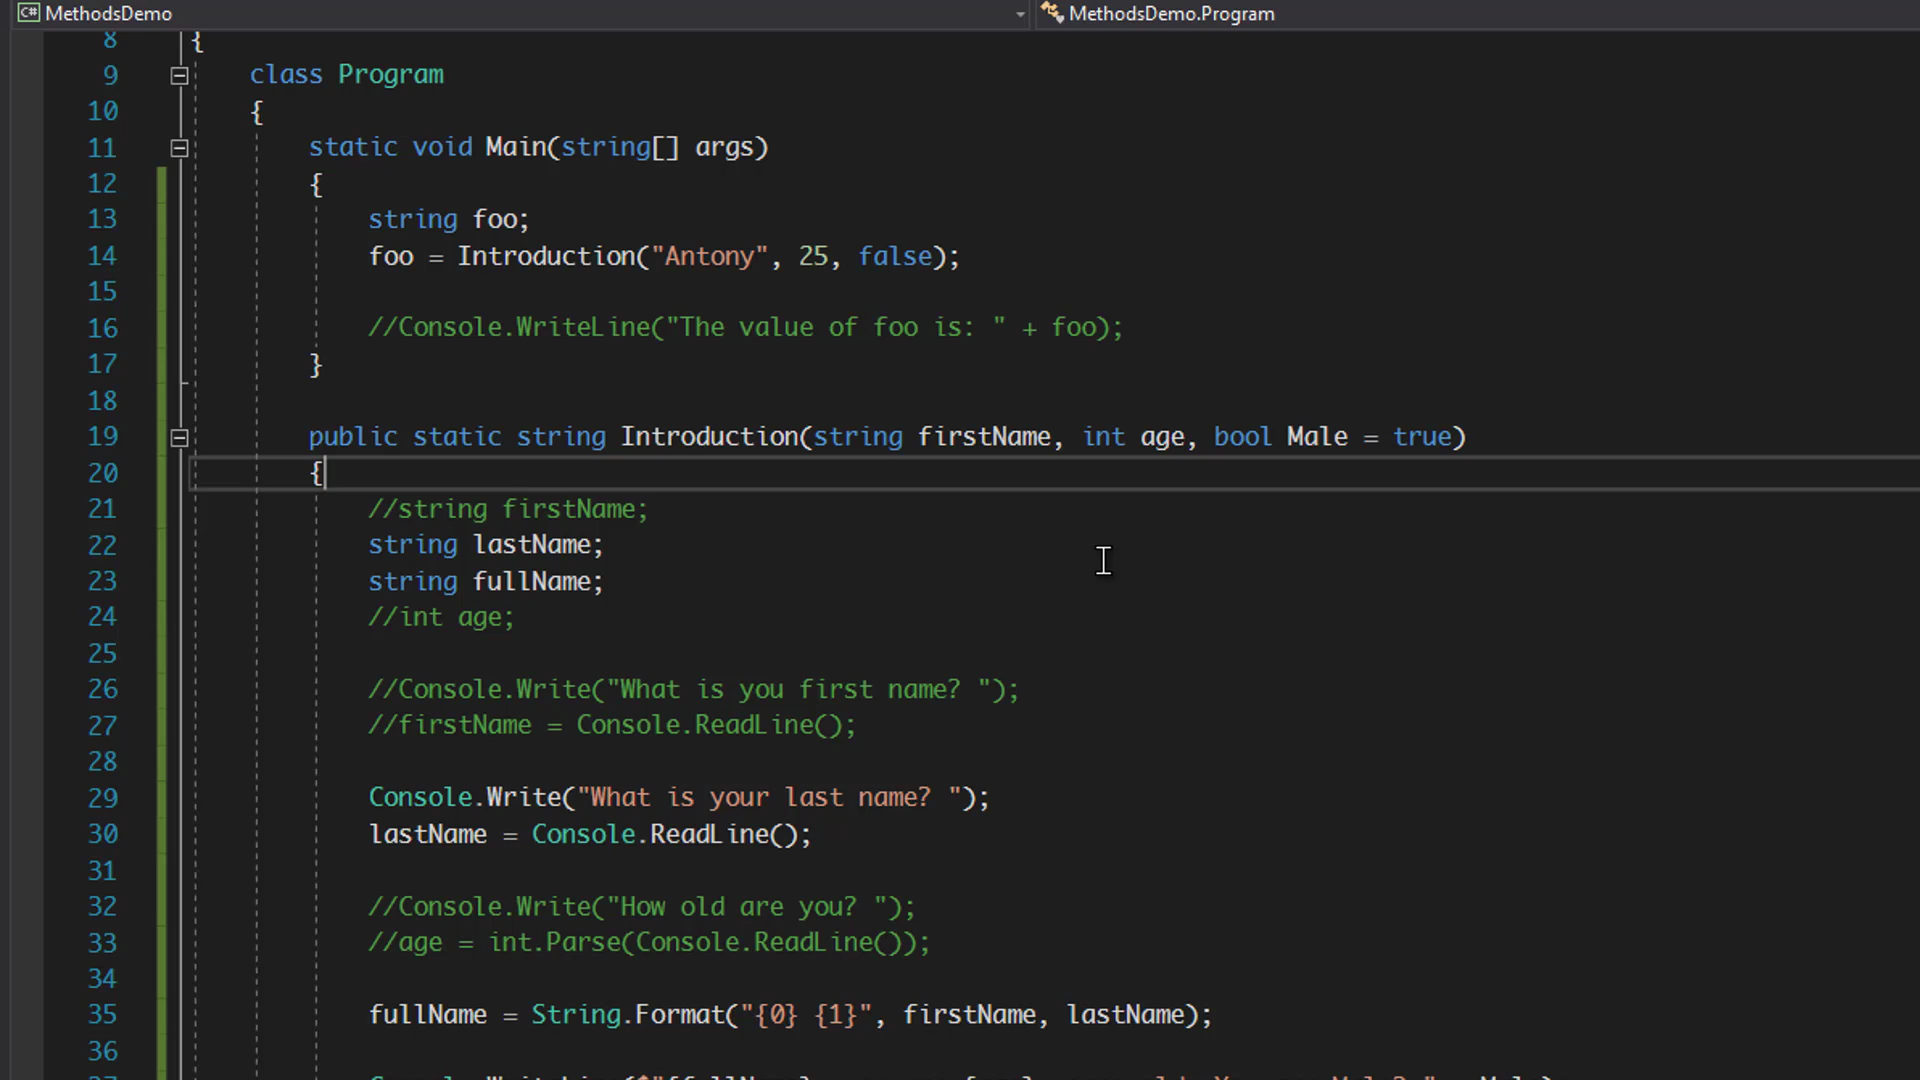 C# MethodsDemo MethodsDemo.Program
8 {
9 class Program
10 {
11 static void Main(string[] args)
12 {
13 string foo;
14 foo = Introduction("Antony", 25, false);
15
16 //Console.WriteLine("The value of foo is: " + foo);
17 }
18
19 public static string Introduction(string firstName, int age, bool Male = true)
20 {
21 //string firstName;
22 string lastName;
23 string fullName;
24 //int age;
25
26 //Console.Write("What is you first name? ");
27 //firstName = Console.ReadLine();
28
29 Console.Write("What is your last name? ");
30 lastName = Console.ReadLine();
31
32 //Console.Write("How old are you? ");
33 //age = int.Parse(Console.ReadLine());
34
35 fullName = String.Format("{0} {1}", firstName, lastName);
36